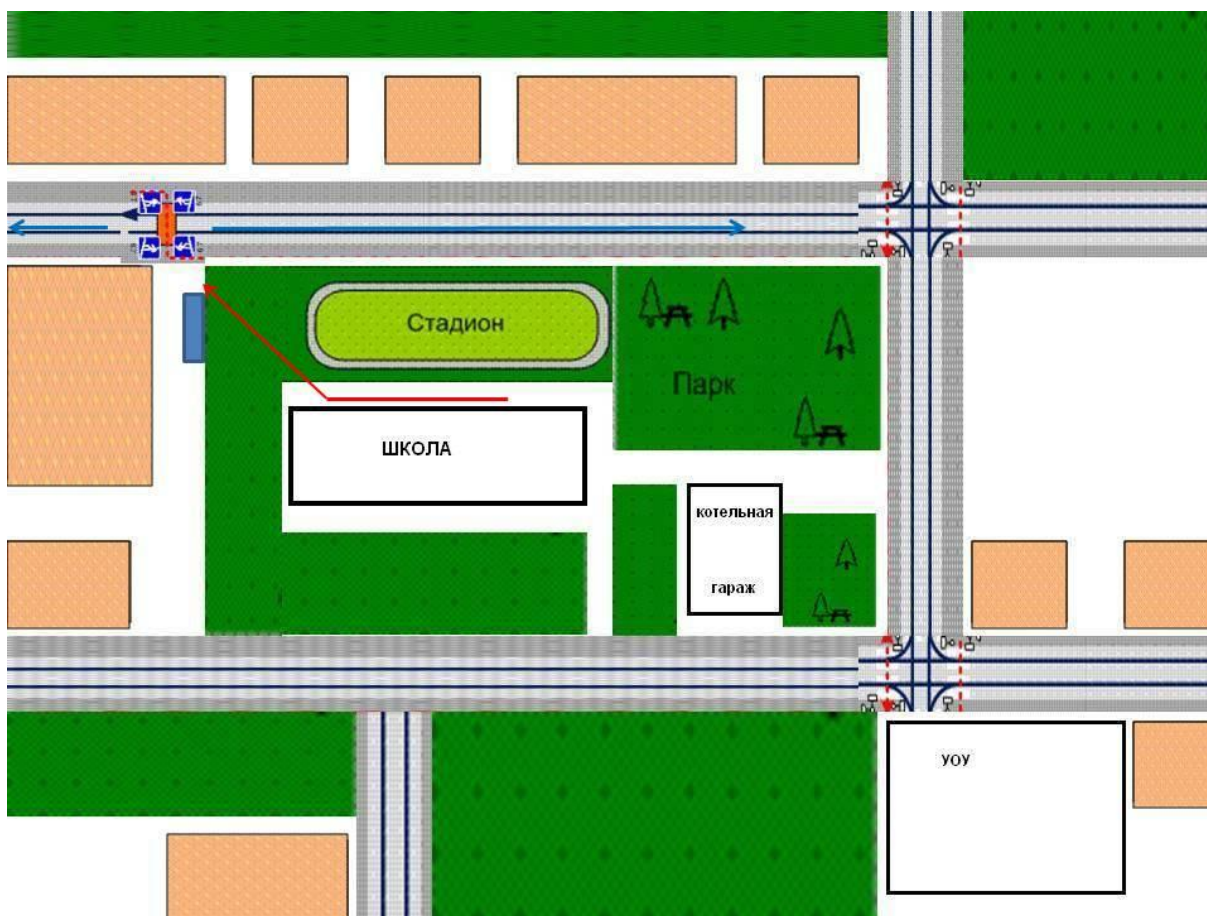 Стадион
Парк
ШКОЛА
котельная
гараж
УОУ